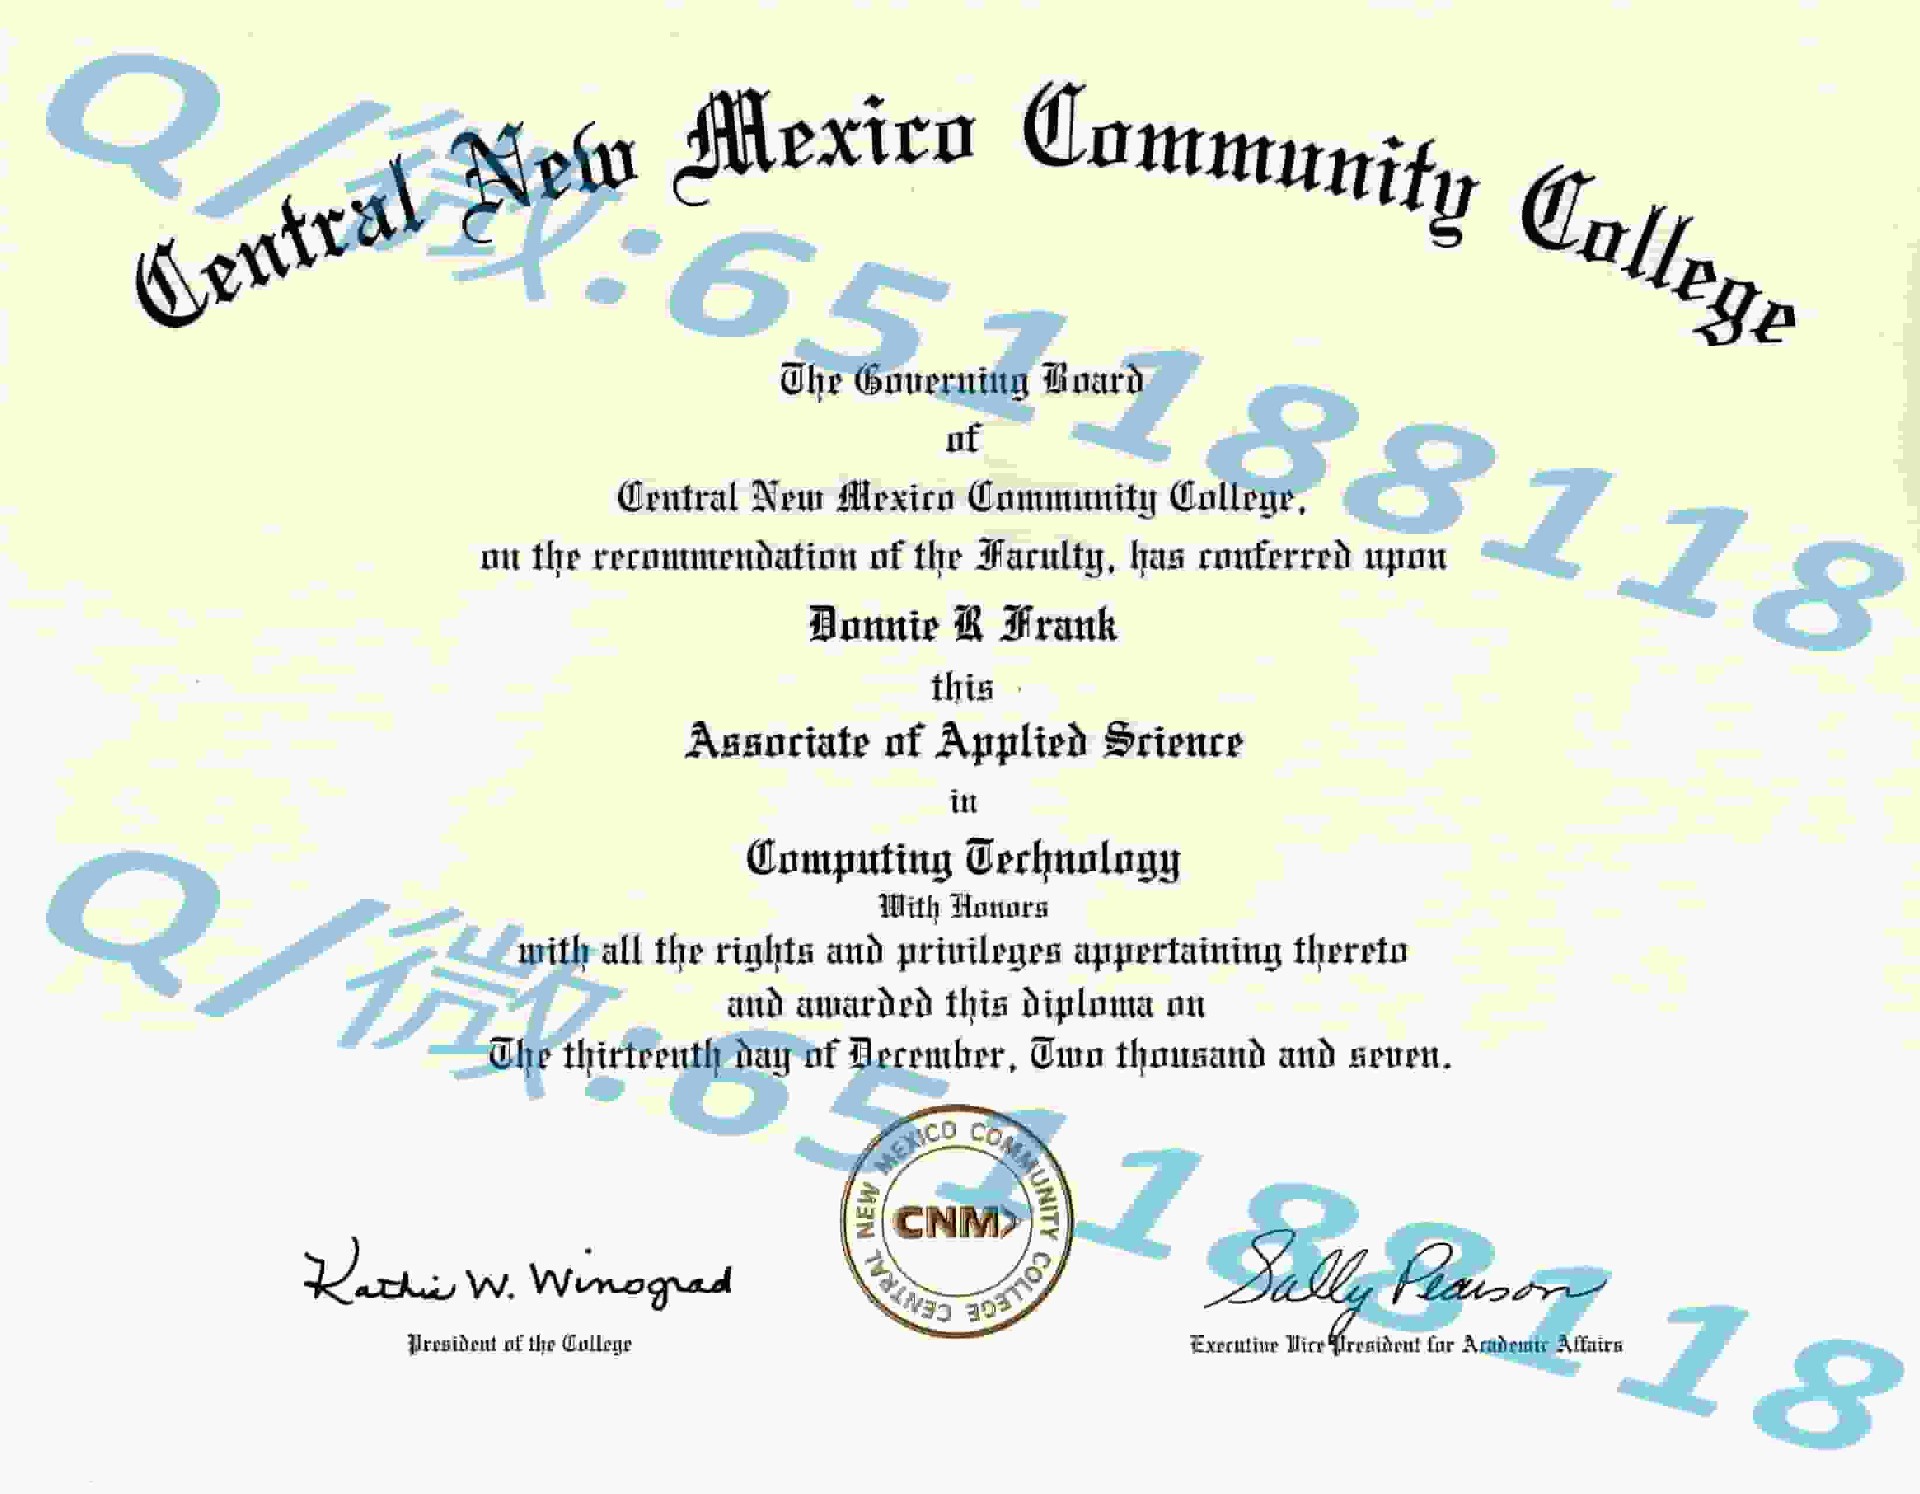 Central New Mexico Community College
The Governing Board
of
Central New Mexico Community College,
on the recommendation of the Faculty, has conferred upon
Donnie R Frank
this
Associate of Applied Science
in
Computing Technology
With Honors
with all the rights and privileges appertaining thereto
and awarded this diploma on
The thirteenth day of December, Two thousand and seven.
CENTRAL NEW MEXICO COMMUNITY COLLEGE
CNM
Kathie W. Winograd
Sally Pearson
President of the College
Executive Vice President for Academic Affairs
Q/微:651188118
Q/微:651188118